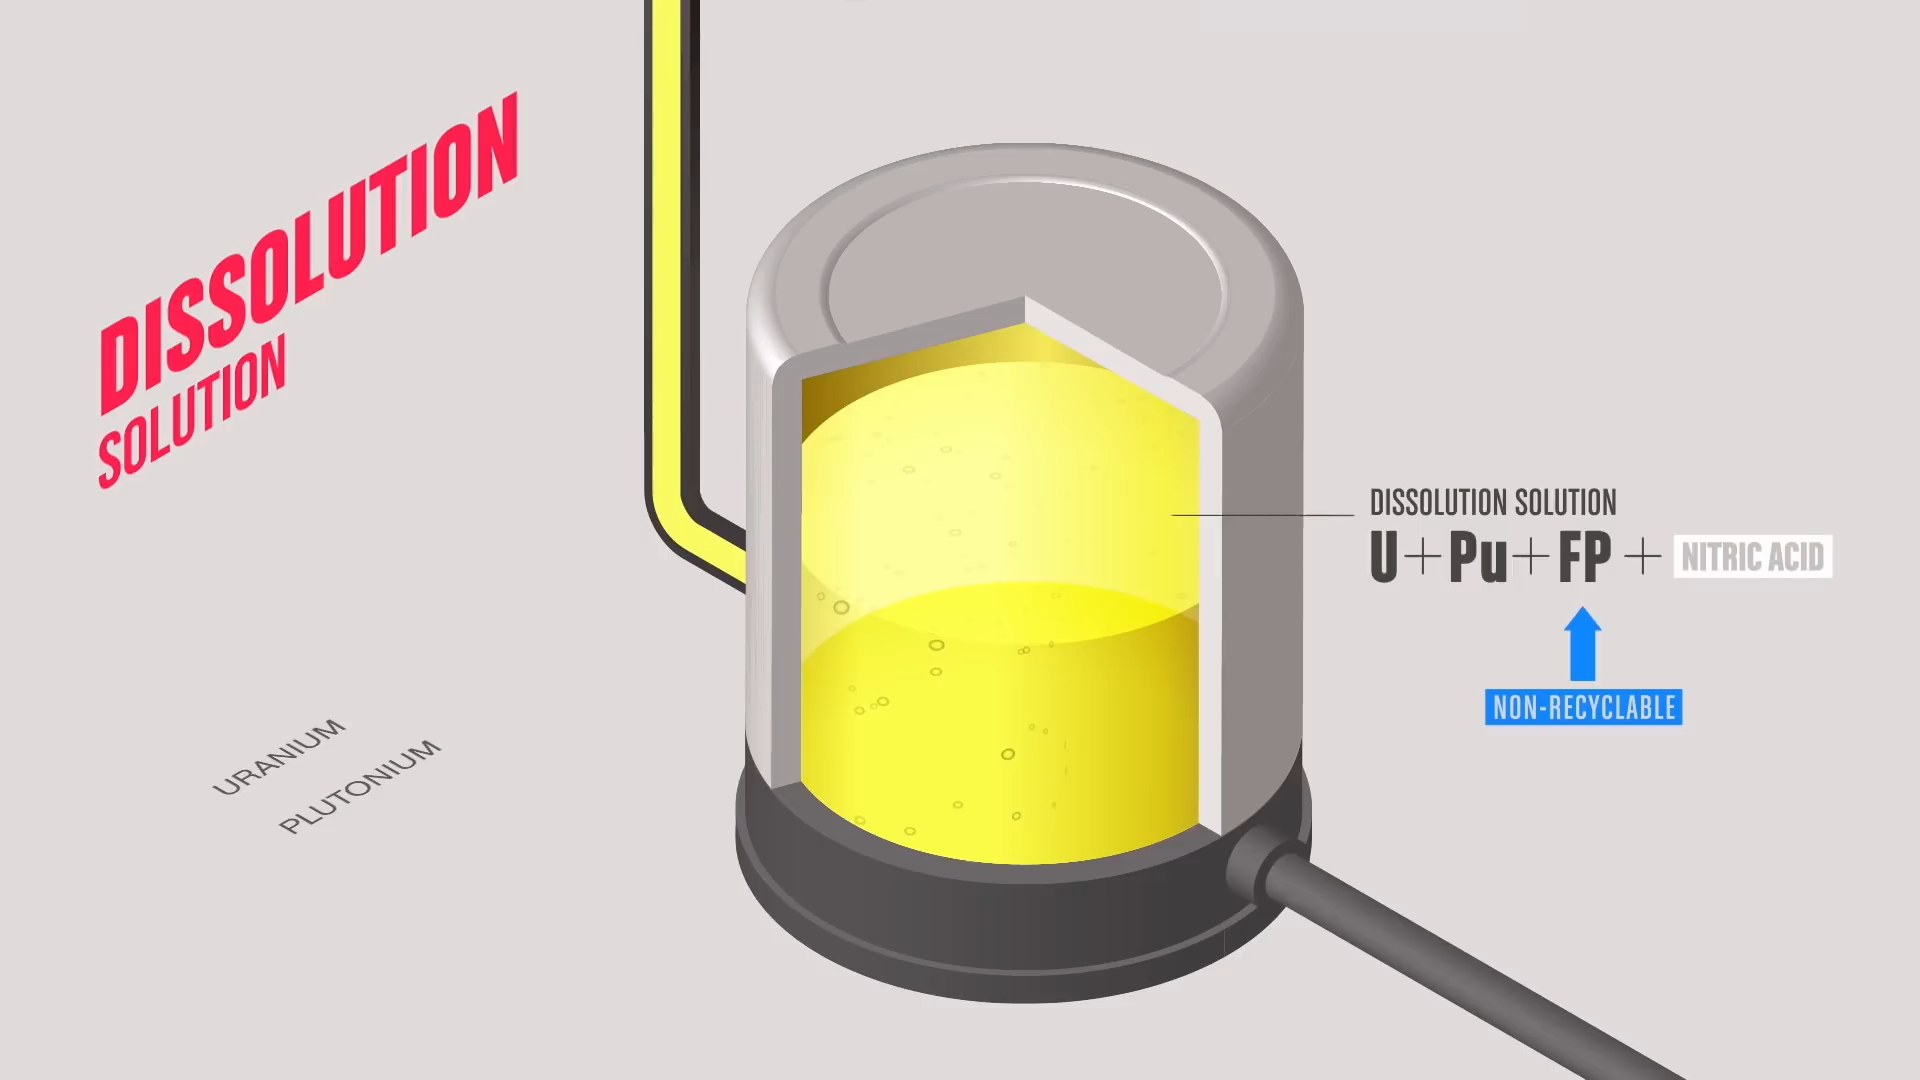 DISSOLUTION
SOLUTION
DISSOLUTION SOLUTION
U + Pu + FP + NITRIC ACID
NON-RECYCLABLE
URANIUM
PLUTONIUM